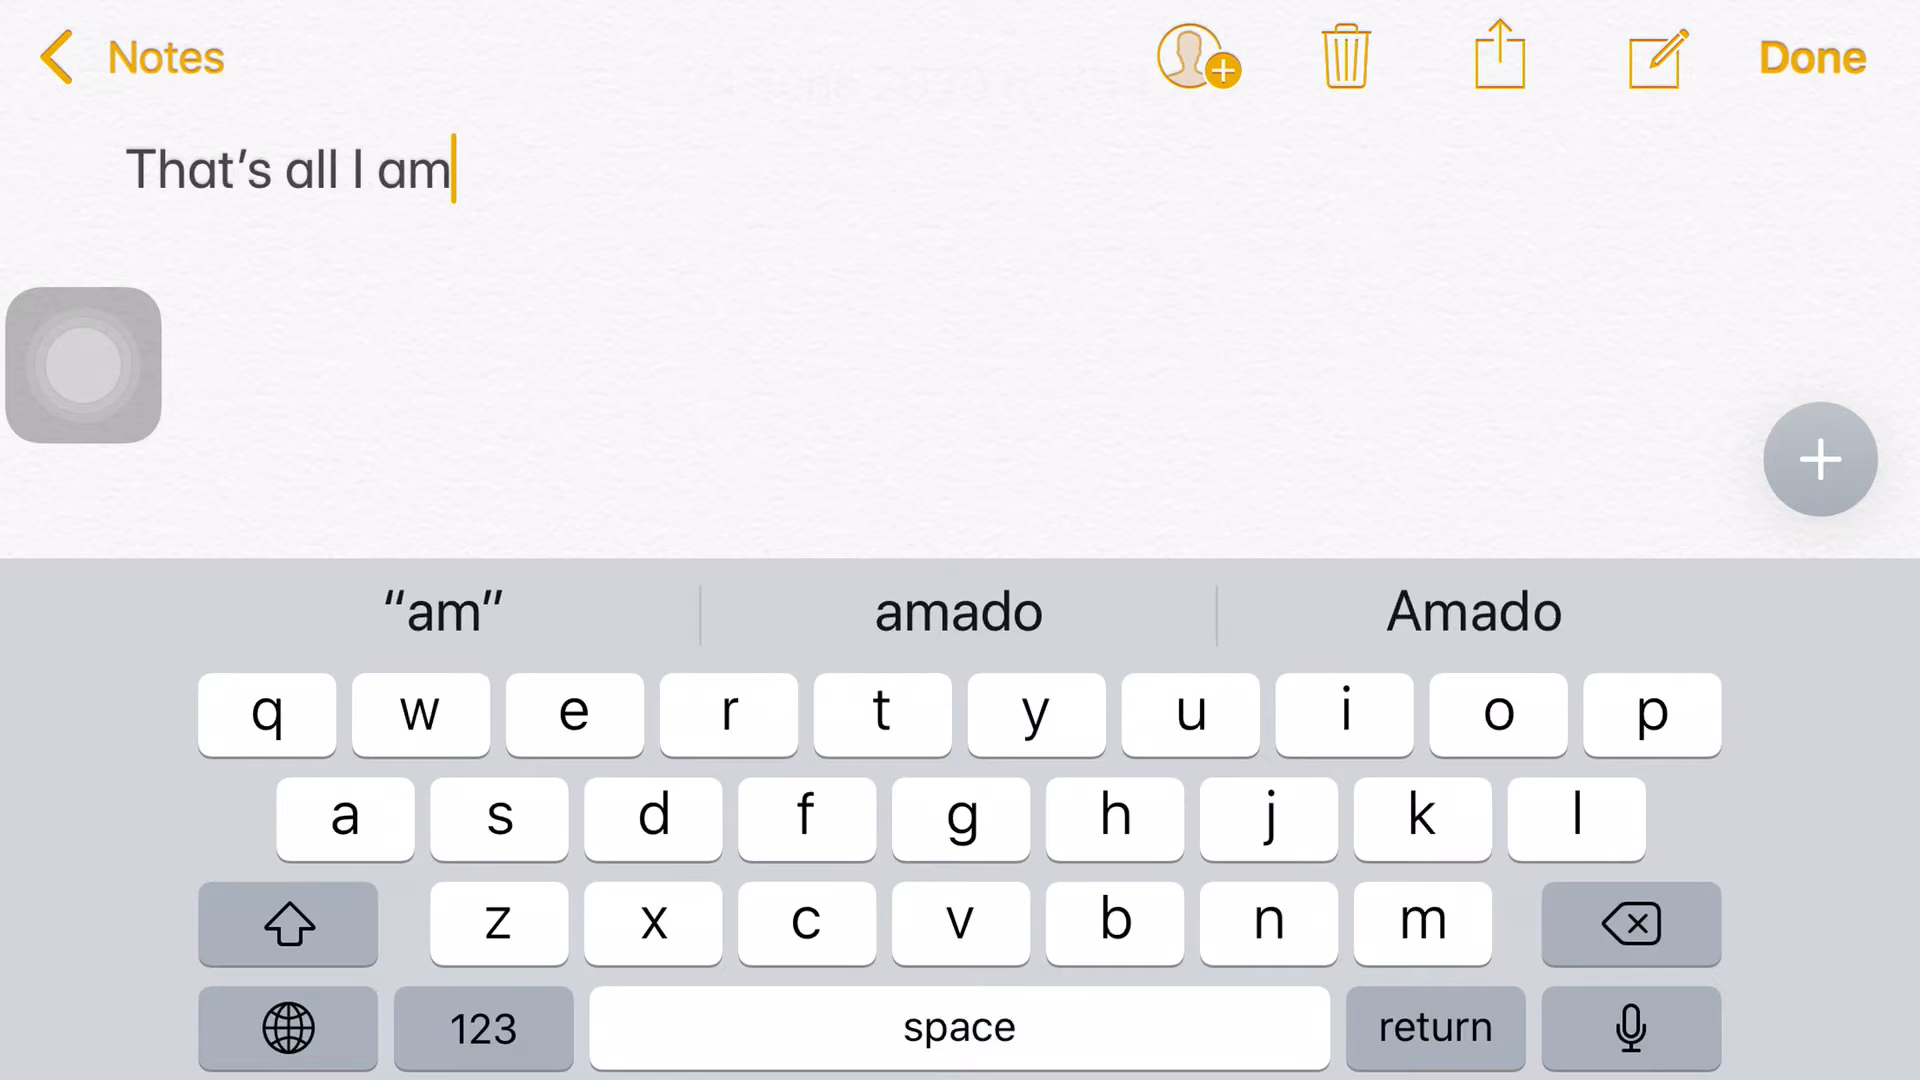 Notes
Done
That’s all I am
“am” amado Amado
q w e r t y u i o p
a s d f g h j k l
z x c v b n m
123 space return